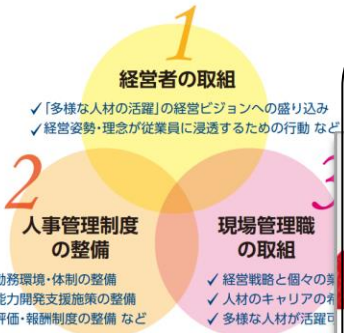 1
経営者の取組
✓「多様な人材の活躍」の経営ビジョンへの盛り込み
✓経営姿勢・理念が従業員に浸透するための行動 など
2
人事管理制度
の整備
勤務環境・体制の整備
能力開発支援施策の整備
評価・報酬制度の整備 など
3
現場管理職
の取組
✓ 経営戦略と個々の業
✓ 人材のキャリアの希
✓ 多様な人材が活躍可